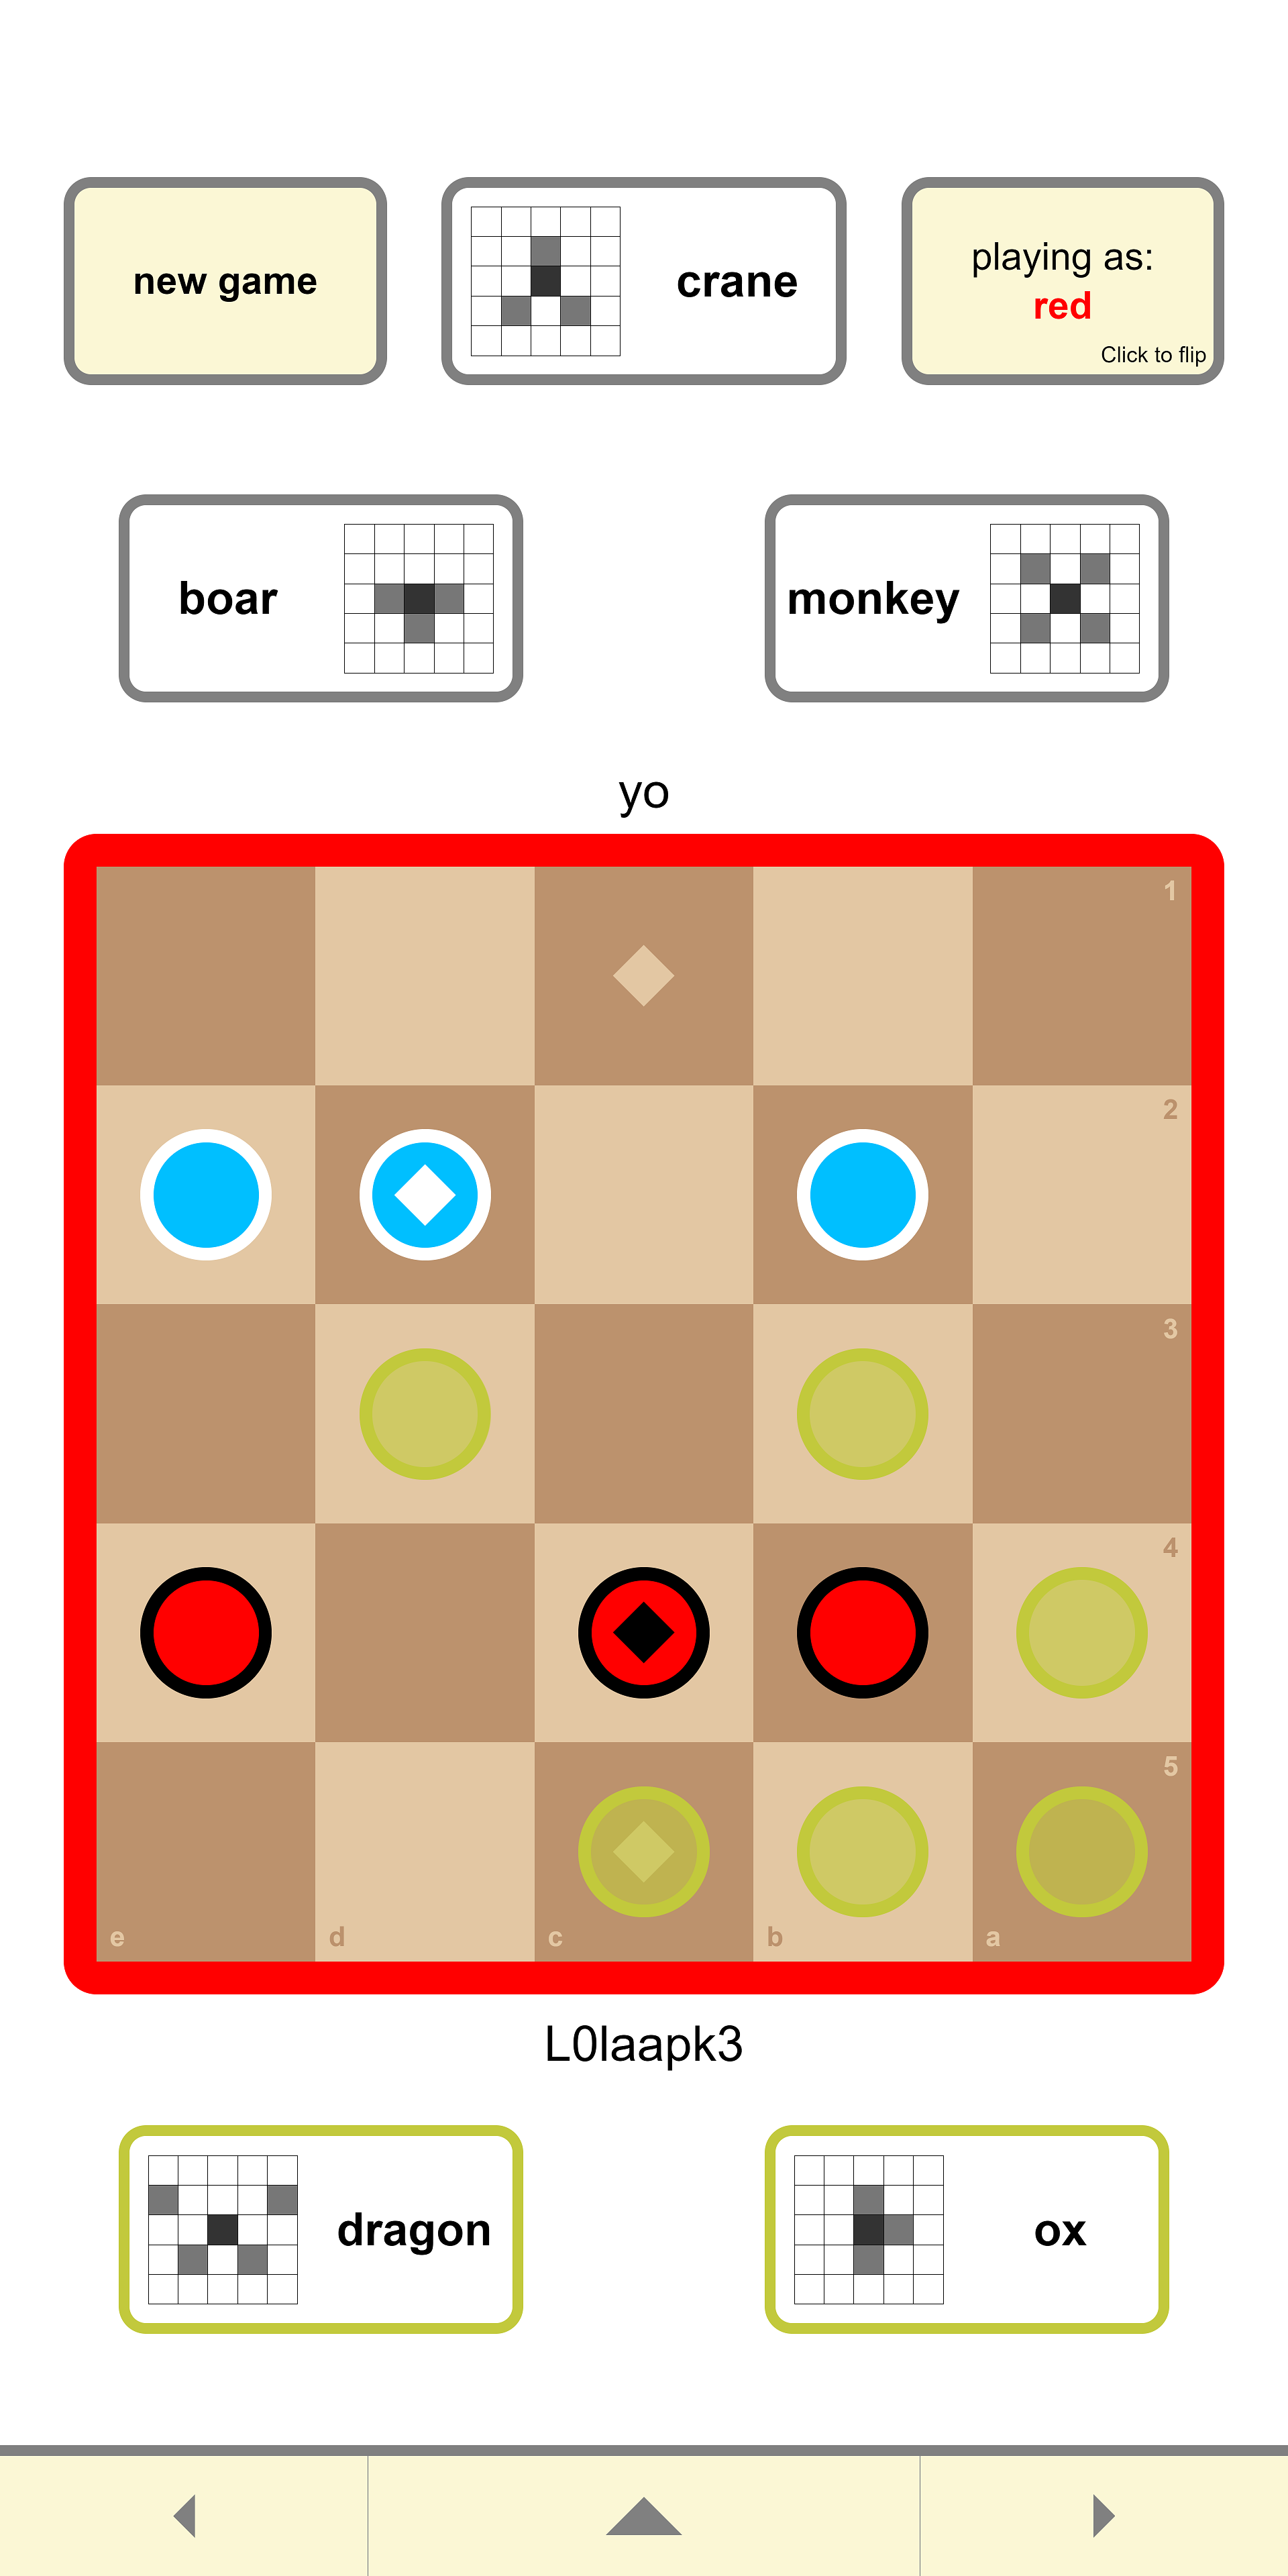 new game
crane
playing as:
red
Click to flip
boar
monkey
yo
1
2
3
4
5
e
d
c
b
a
L0laapk3
dragon
ox